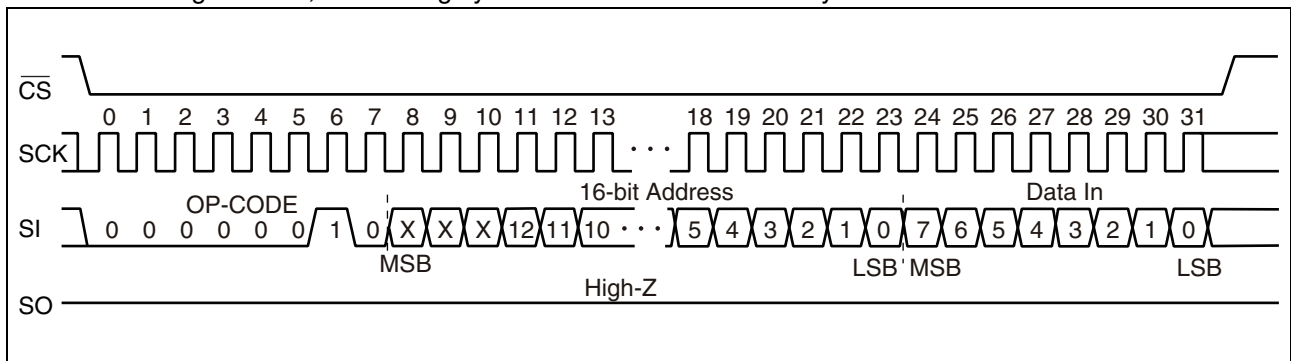 CS
0 1 2 3 4 5 6 7 8 9 10 11 12 13 18 19 20 21 22 23 24 25 26 27 28 29 30 31
SCK ···
OP-CODE 16-bit Address Data In
SI 0 0 0 0 0 0 1 0 X X X 12 11 10 ··· 5 4 3 2 1 0 7 6 5 4 3 2 1 0
MSB LSB MSB LSB
High-Z
SO